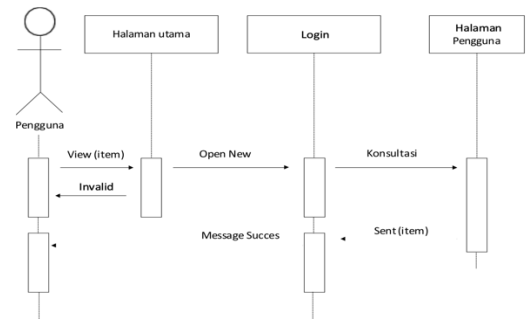 Halaman utama
Login
Halaman
Pengguna
Pengguna
View (item)
Open New
Konsultasi
Invalid
Message Succes
Sent (item)